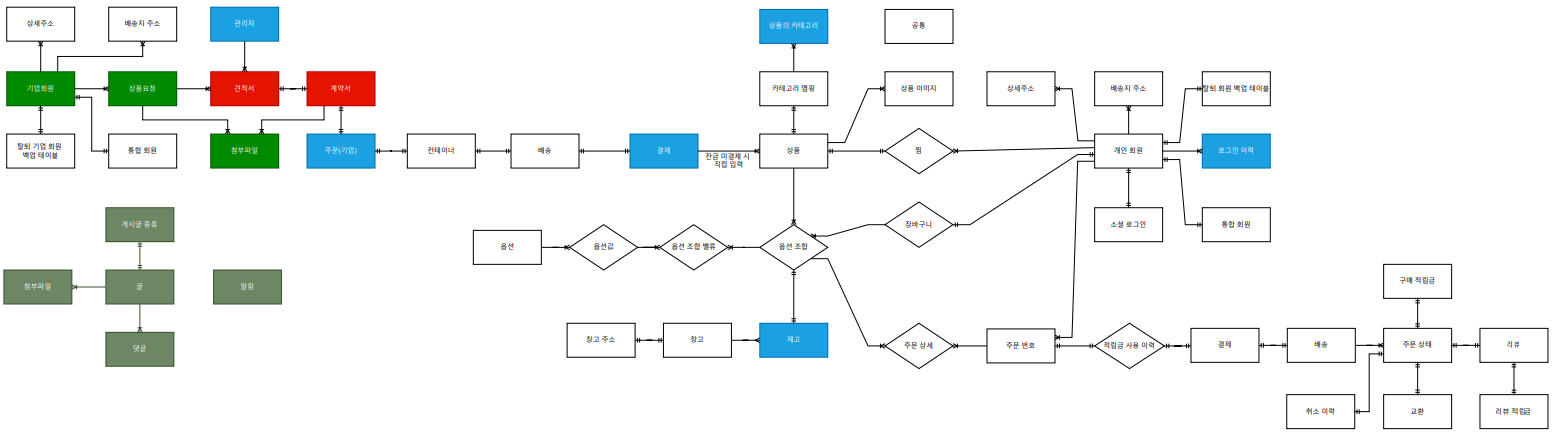 상세주소
배송지 주소
관리자
상품의 카테고리
공통
기업회원
상품요청
견적서
계약서
카테고리 맵핑
상품 이미지
상세주소
배송지 주소
탈퇴 회원 백업 테이블
탈퇴 기업 회원
백업 테이블
통합 회원
첨부파일
주문(기업)
컨테이너
배송
결제
잔금 미결제 시
직접 입력
상품
찜
개인 회원
로그인 이력
게시글 종류
옵션
옵션값
옵션 조합 밸류
옵션 조합
장바구니
소셜 로그인
통합 회원
첨부파일
글
알림
구매 적립금
댓글
창고 주소
창고
재고
주문 상세
주문 번호
적립금 사용 이력
결제
배송
주문 상태
리뷰
취소 이력
교환
리뷰 적립금